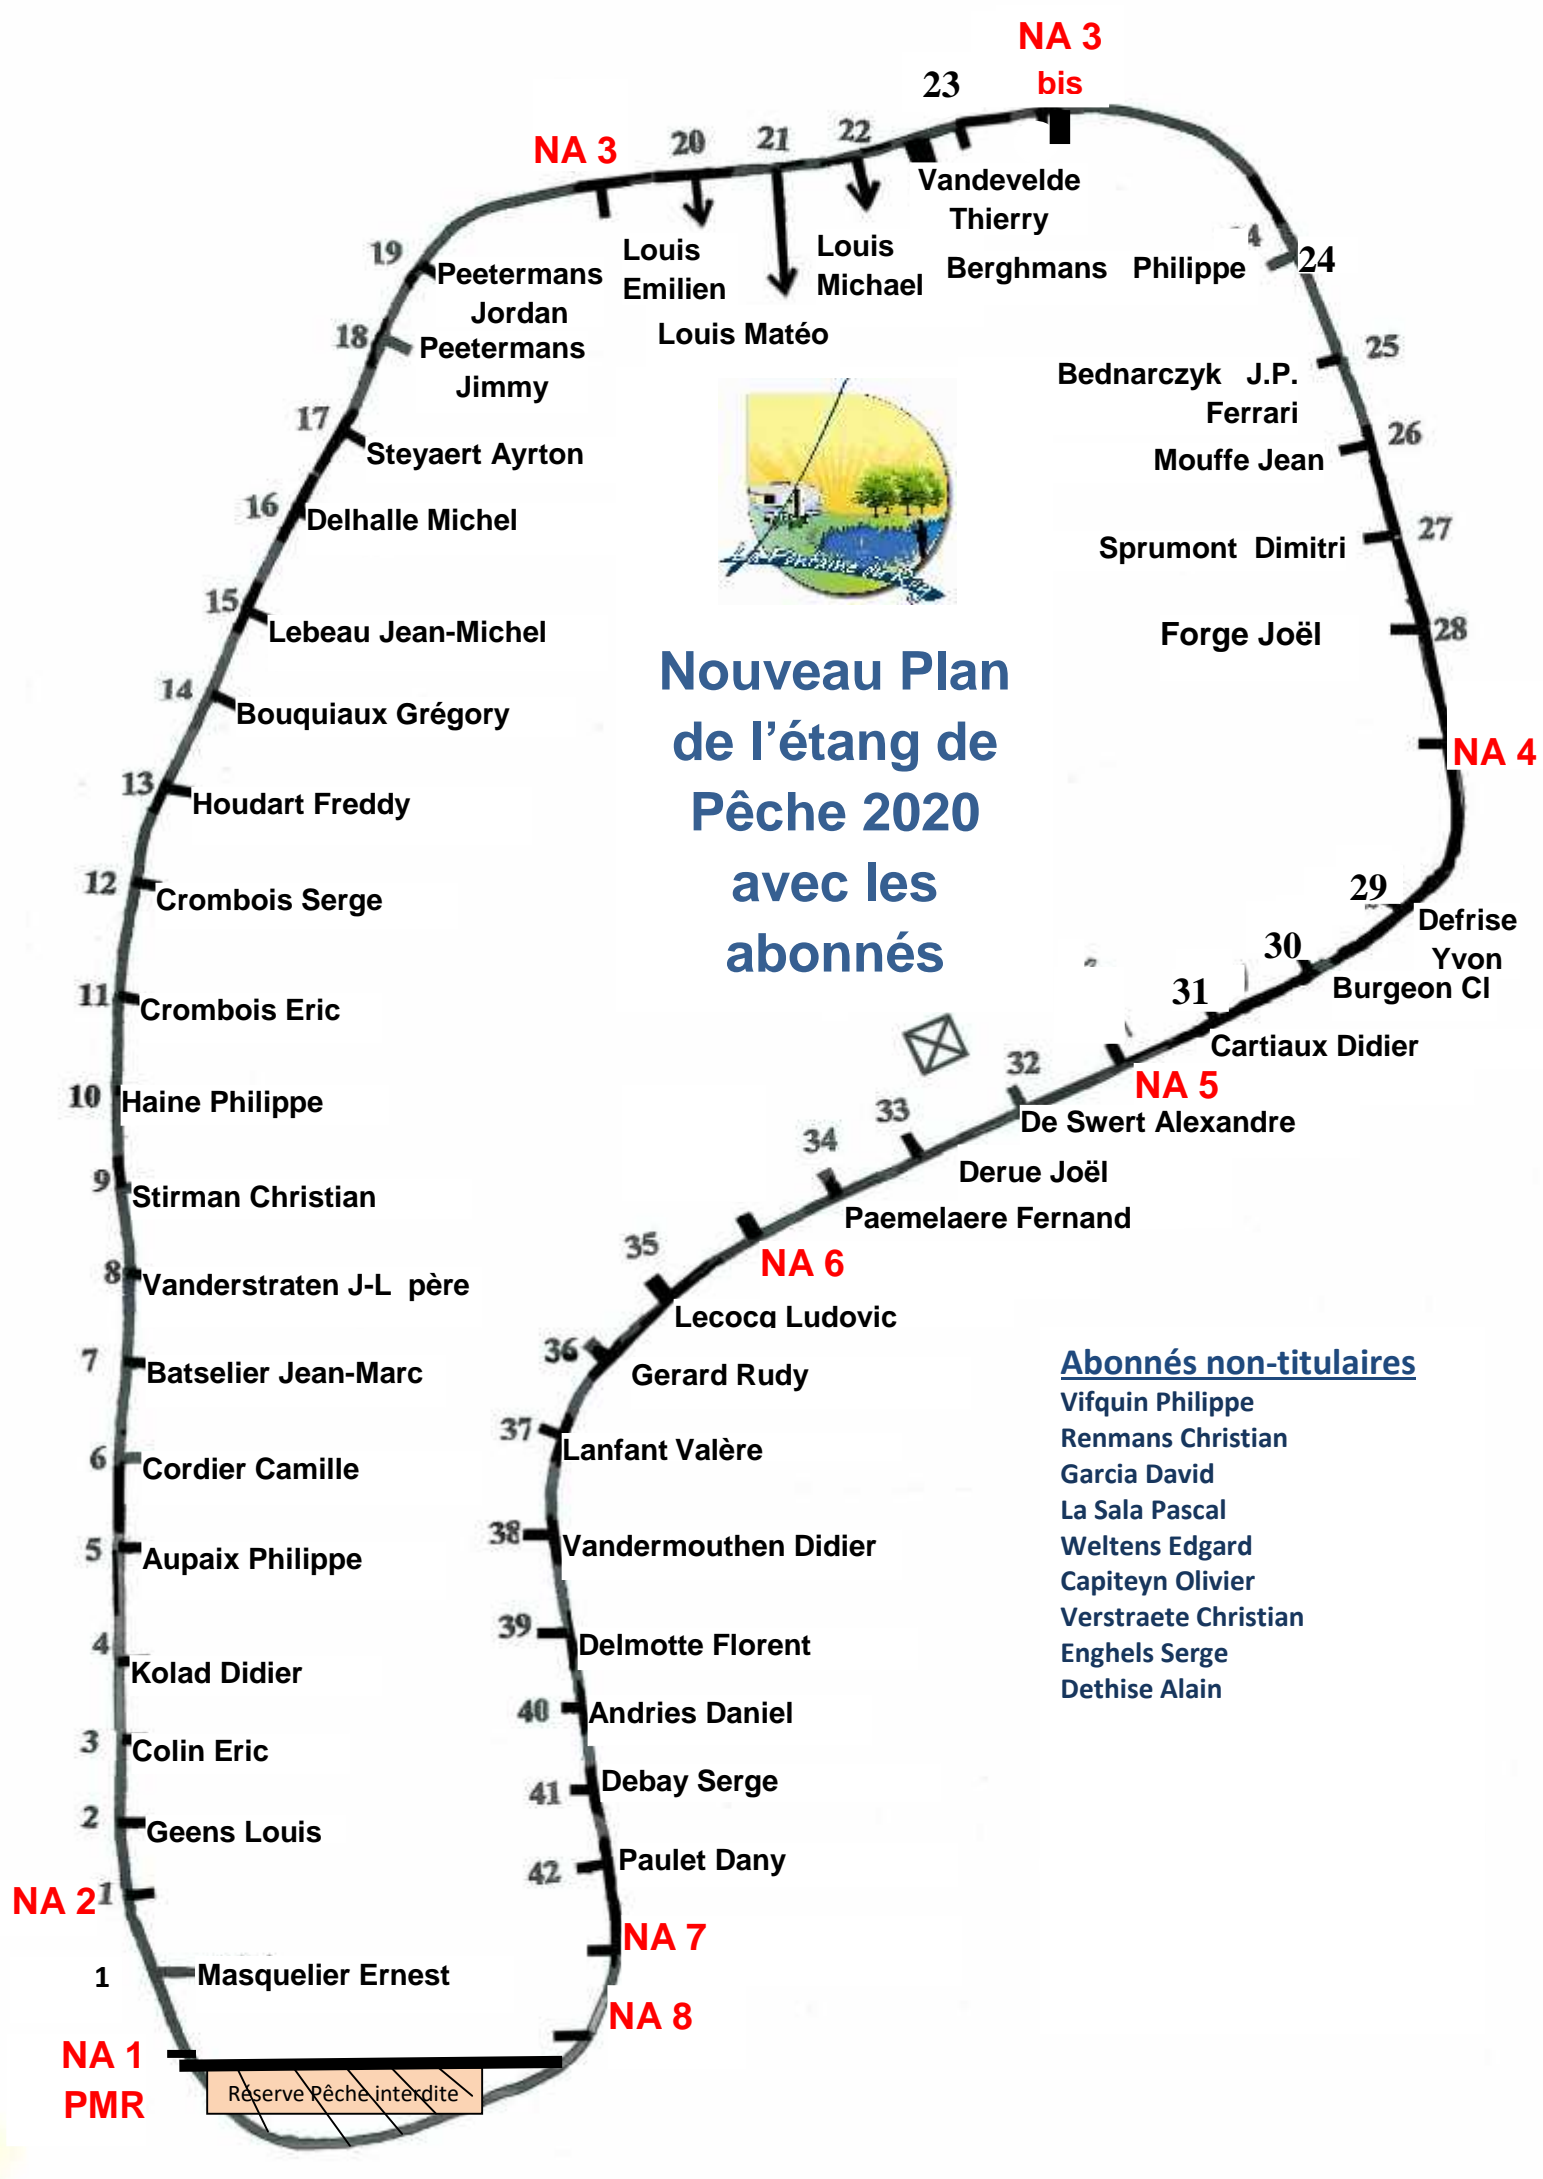 NA 3
bis
23
NA 3
20
21
22
Vandevelde
Thierry
19
Peetermans
Jordan
Louis
Emilien
Louis
Michael
Berghmans Philippe
4
24
18
Peetermans
Jimmy
Louis Matéo
25
Bednarczyk J.P.
Ferrari
17
Steyaert Ayrton
26
Mouffe Jean
16
Delhalle Michel
27
Sprumont Dimitri
La Fontaine du Roy
15
Lebeau Jean-Michel
28
Forge Joël
Nouveau Plan
de l'étang de
Pêche 2020
avec les
abonnés
14
Bouquiaux Grégory
NA 4
13
Houdart Freddy
12
Crombois Serge
29
Defrise
Yvon
30
Burgeon Cl
11
Crombois Eric
31
Cartiaux Didier
NA 5
10
Haine Philippe
32
De Swert Alexandre
33
Derue Joël
9
Stirman Christian
34
Paemelaere Fernand
NA 6
8
Vanderstraten J-L père
35
Lecocq Ludovic
7
Batselier Jean-Marc
36
Gerard Rudy
37
Lanfant Valère
6
Cordier Camille
38
Vandermouthen Didier
5
Aupaix Philippe
39
Delmotte Florent
4
Kolad Didier
40
Andries Daniel
3
Colin Eric
41
Debay Serge
2
Geens Louis
42
Paulet Dany
NA 2
1
NA 7
1
Masquelier Ernest
NA 8
NA 1
PMR
Réserve Pêche interdite
Abonnés non-titulaires
Vifquin Philippe
Renmans Christian
Garcia David
La Sala Pascal
Weltens Edgard
Capiteyn Olivier
Verstraete Christian
Enghels Serge
Dethise Alain